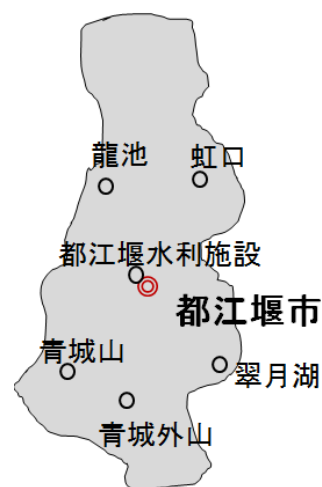 龍池
虹口
都江堰水利施設
都江堰市
青城山
翠月湖
青城外山